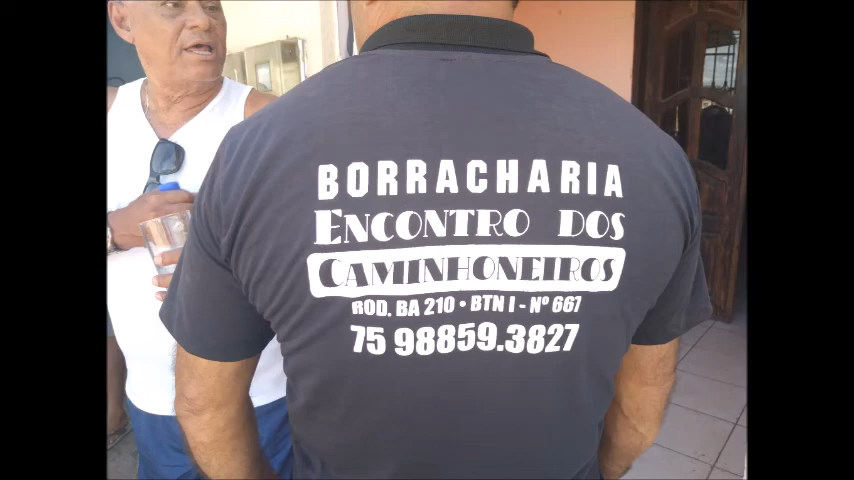 BORRACHARIA
ENCONTRO DOS
CAMINHONEIROS
ROD. BA 210 • BTN I - Nº 667
75 98859.3827